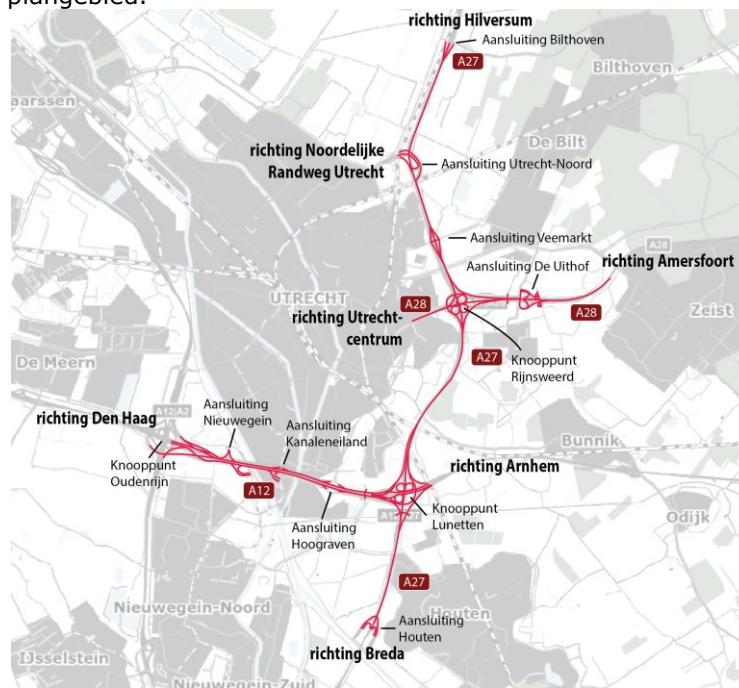 plangebied.
richting Hilversum
Aansluiting Bilthoven
A27
Bilthoven
aarssen
De Bilt
richting Noordelijke
Randweg Utrecht
Aansluiting Utrecht-Noord
Aansluiting Veemarkt
A28
richting Amersfoort
Aansluiting De Uithof
UTRECHT
A28
A28
richting Utrecht-
centrum
Zeist
A27
Knooppunt
Rijnsweerd
De Meern
richting Den Haag
A12|A2
Aansluiting
Nieuwegein
Aansluiting
Kanaleneiland
Bunnik
Knooppunt
Oudenrijn
richting Arnhem
A12
Aansluiting
Hoograven
Knooppunt
Lunetten
Odijk
A27
Nieuwegein-Noord
Houten
Aansluiting
Houten
IJsselstein
richting Breda
Nieuwegein-Zuid